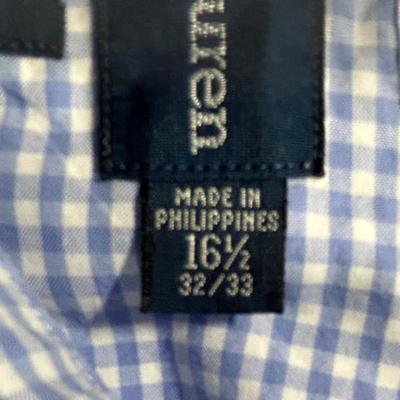 uren
MADE IN
PHILIPPINES
16½
32/33